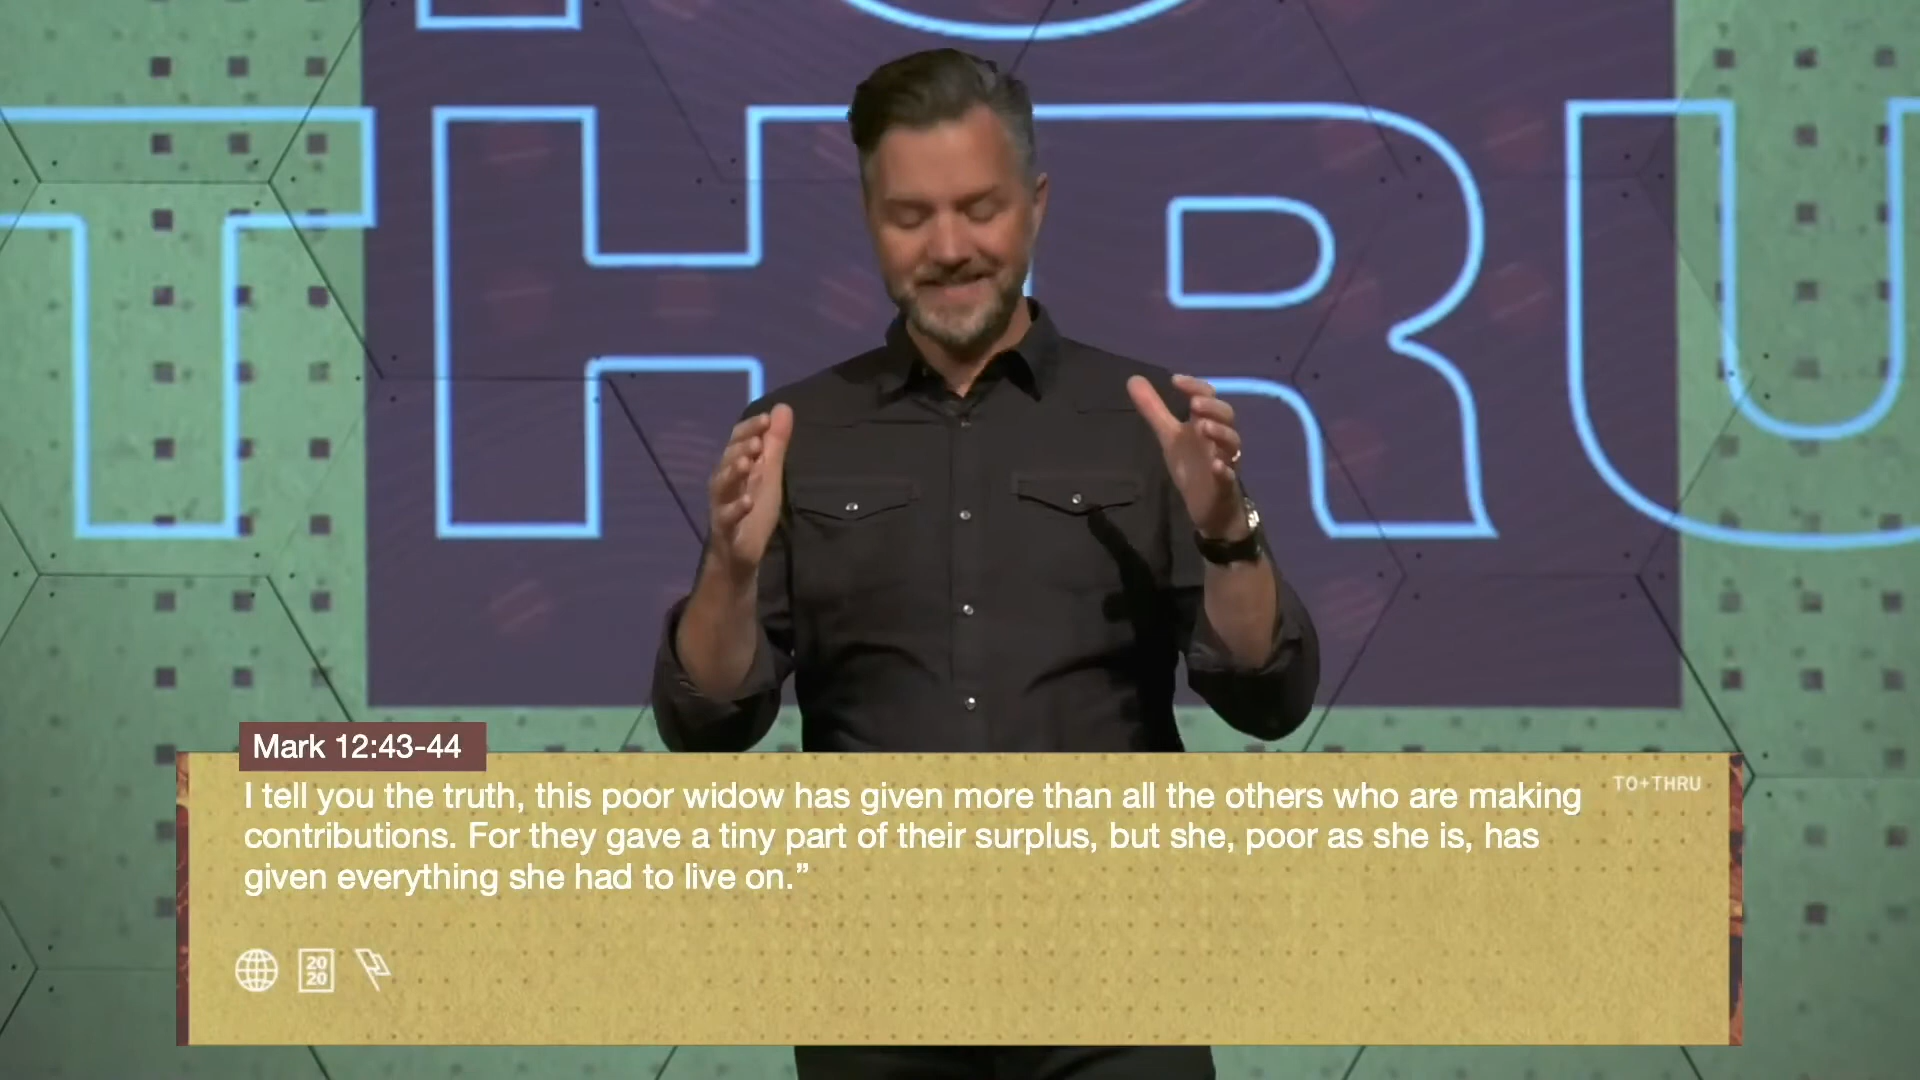 THRU
Mark 12:43-44
TO+THRU
I tell you the truth, this poor widow has given more than all the others who are making
contributions. For they gave a tiny part of their surplus, but she, poor as she is, has
given everything she had to live on.”
20
20